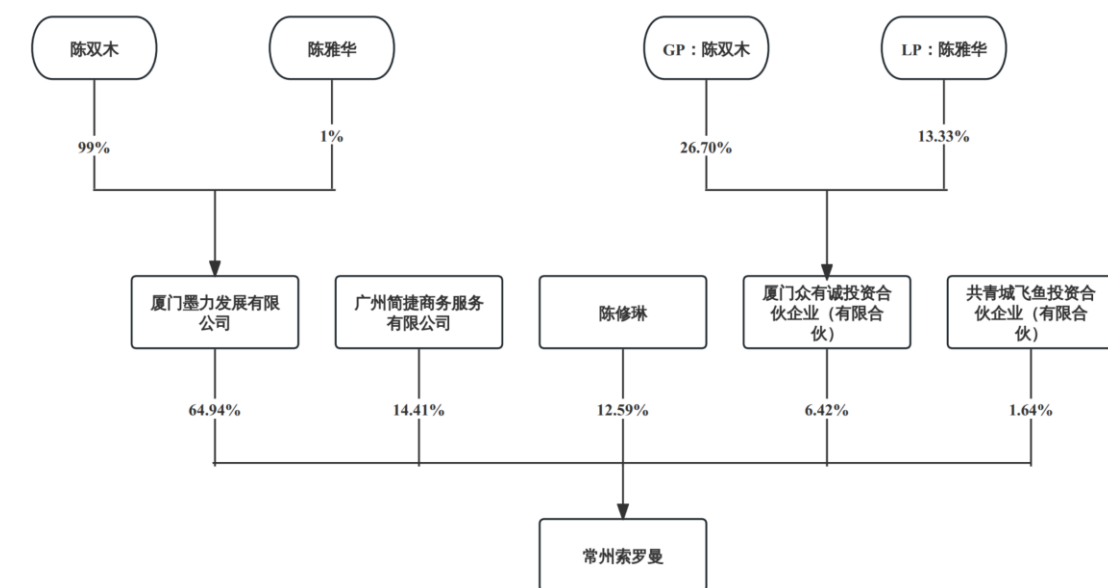 陈双木
陈雅华
GP：陈双木
LP：陈雅华
99%
1%
26.70%
13.33%
厦门墨力发展有限
公司
广州简捷商务服务
有限公司
陈修琳
厦门众有诚投资合
伙企业（有限合
伙）
共青城飞鱼投资合
伙企业（有限合
伙）
64.94%
14.41%
12.59%
6.42%
1.64%
常州索罗曼